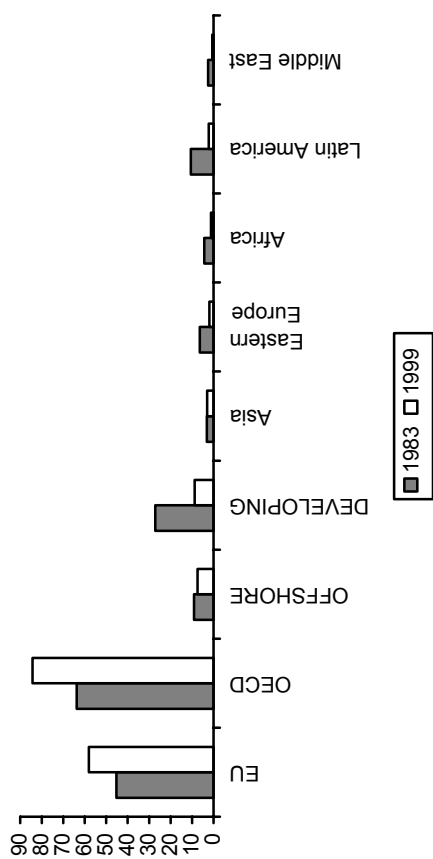 90
80
70
60
50
40
30
20
10
0
EU
OECD
OFFSHORE
DEVELOPING
Asia
Eastern
Europe
Africa
Latin America
Middle East
1983 1999